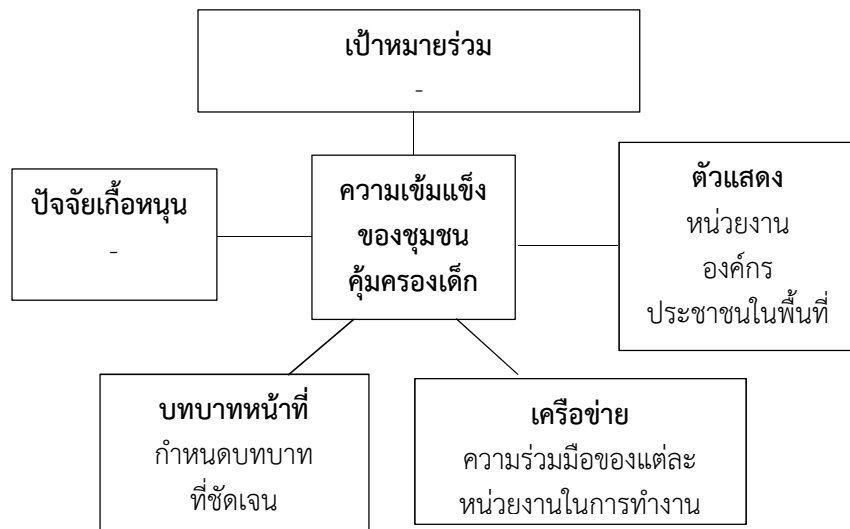 เป้าหมายร่วม
-
ปัจจัยเกื้อหนุน
-
ความเข้มแข็ง
ของชุมชน
คุ้มครองเด็ก
ตัวแสดง
หน่วยงาน
องค์กร
ประชาชนในพื้นที่
บทบาทหน้าที่
กำหนดบทบาท
ที่ชัดเจน
เครือข่าย
ความร่วมมือของแต่ละ
หน่วยงานในการทำงาน